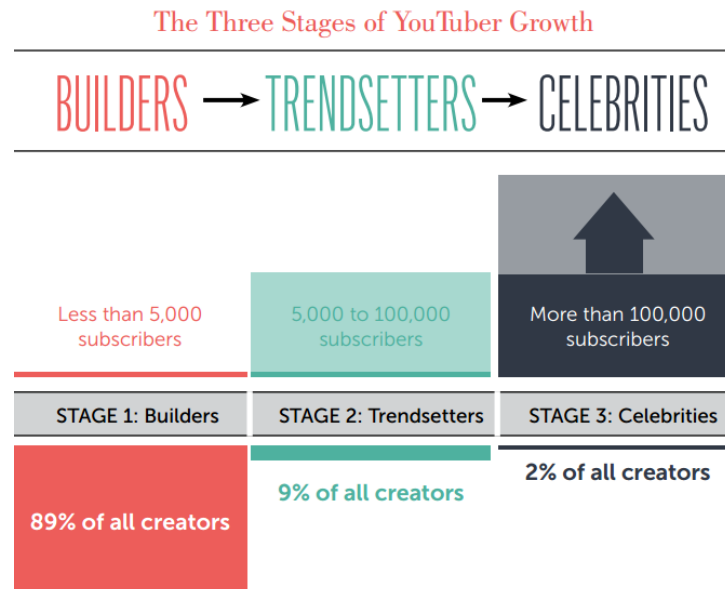 The Three Stages of YouTuber Growth
BUILDERS TRENDSETTERS CELEBRITIES
Less than 5,000
subscribers
5,000 to 100,000
subscribers
More than 100,000
subscribers
STAGE 1: Builders
STAGE 2: Trendsetters
STAGE 3: Celebrities
89% of all creators
9% of all creators
2% of all creators